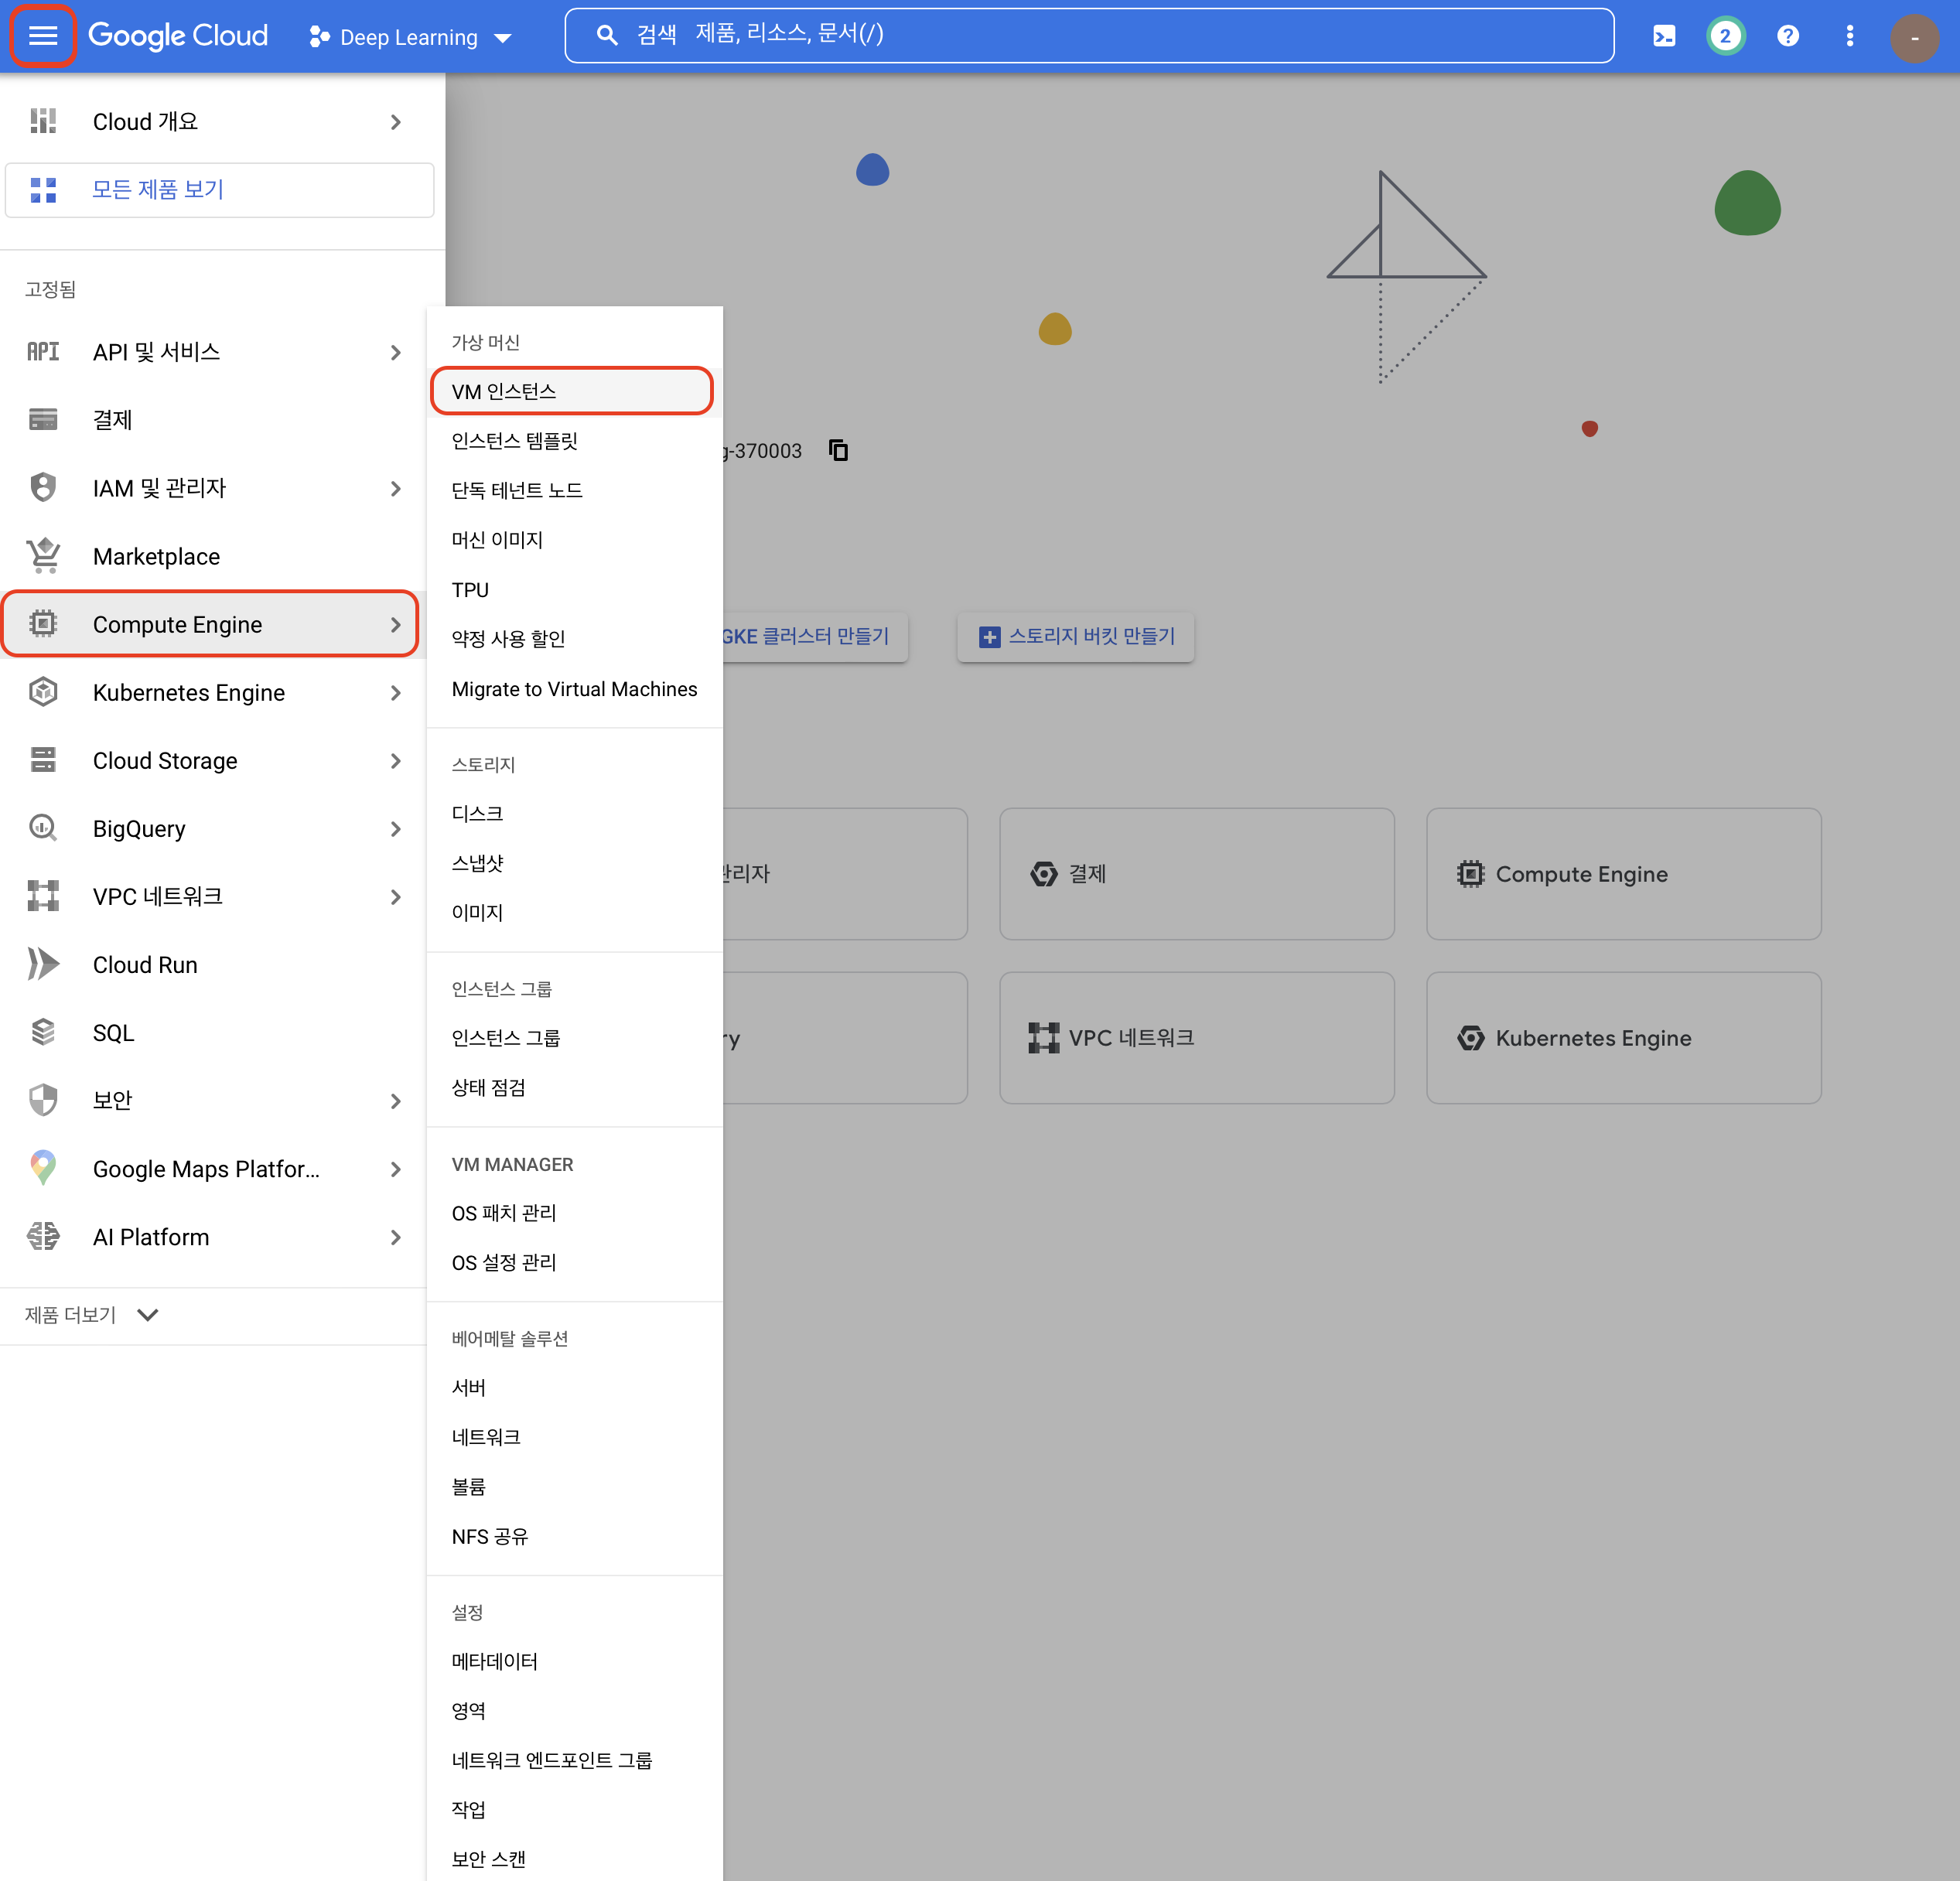 Google Cloud
Deep Learning
검색 제품, 리소스, 문서(/)
2
-
Cloud 개요
모든 제품 보기
고정됨
API
API 및 서비스
결제
IAM 및 관리자
Marketplace
Compute Engine
Kubernetes Engine
Cloud Storage
BigQuery
VPC 네트워크
Cloud Run
SQL
보안
Google Maps Platfor...
AI Platform
제품 더보기
가상 머신
VM 인스턴스
인스턴스 템플릿
단독 테넌트 노드
머신 이미지
TPU
약정 사용 할인
Migrate to Virtual Machines
스토리지
디스크
스냅샷
이미지
인스턴스 그룹
인스턴스 그룹
상태 점검
VM MANAGER
OS 패치 관리
OS 설정 관리
베어메탈 솔루션
서버
네트워크
볼륨
NFS 공유
설정
메타데이터
영역
네트워크 엔드포인트 그룹
작업
보안 스캔
g-370003
GKE 클러스터 만들기
스토리지 버킷 만들기
관리자
결제
Compute Engine
ry
VPC 네트워크
Kubernetes Engine